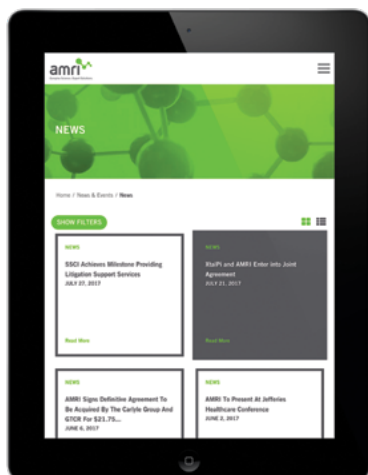 amri
NEWS
Home / News & Events / News
SHOW FILTERS
NEWS
SSCI Achieves Milestone Providing
Litigation Support Services
JULY 27, 2017
Read More
NEWS
and AMRI Enter into Joint
Agreement
JULY 21, 2017
Read More
NEWS
AMRI Signs Definitive Agreement To
Be Acquired By The Carlyle Group And
GTCR For $21.75...
JUNE 6, 2017
NEWS
AMRI To Present At Jefferies
Healthcare Conference
JUNE 2, 2017